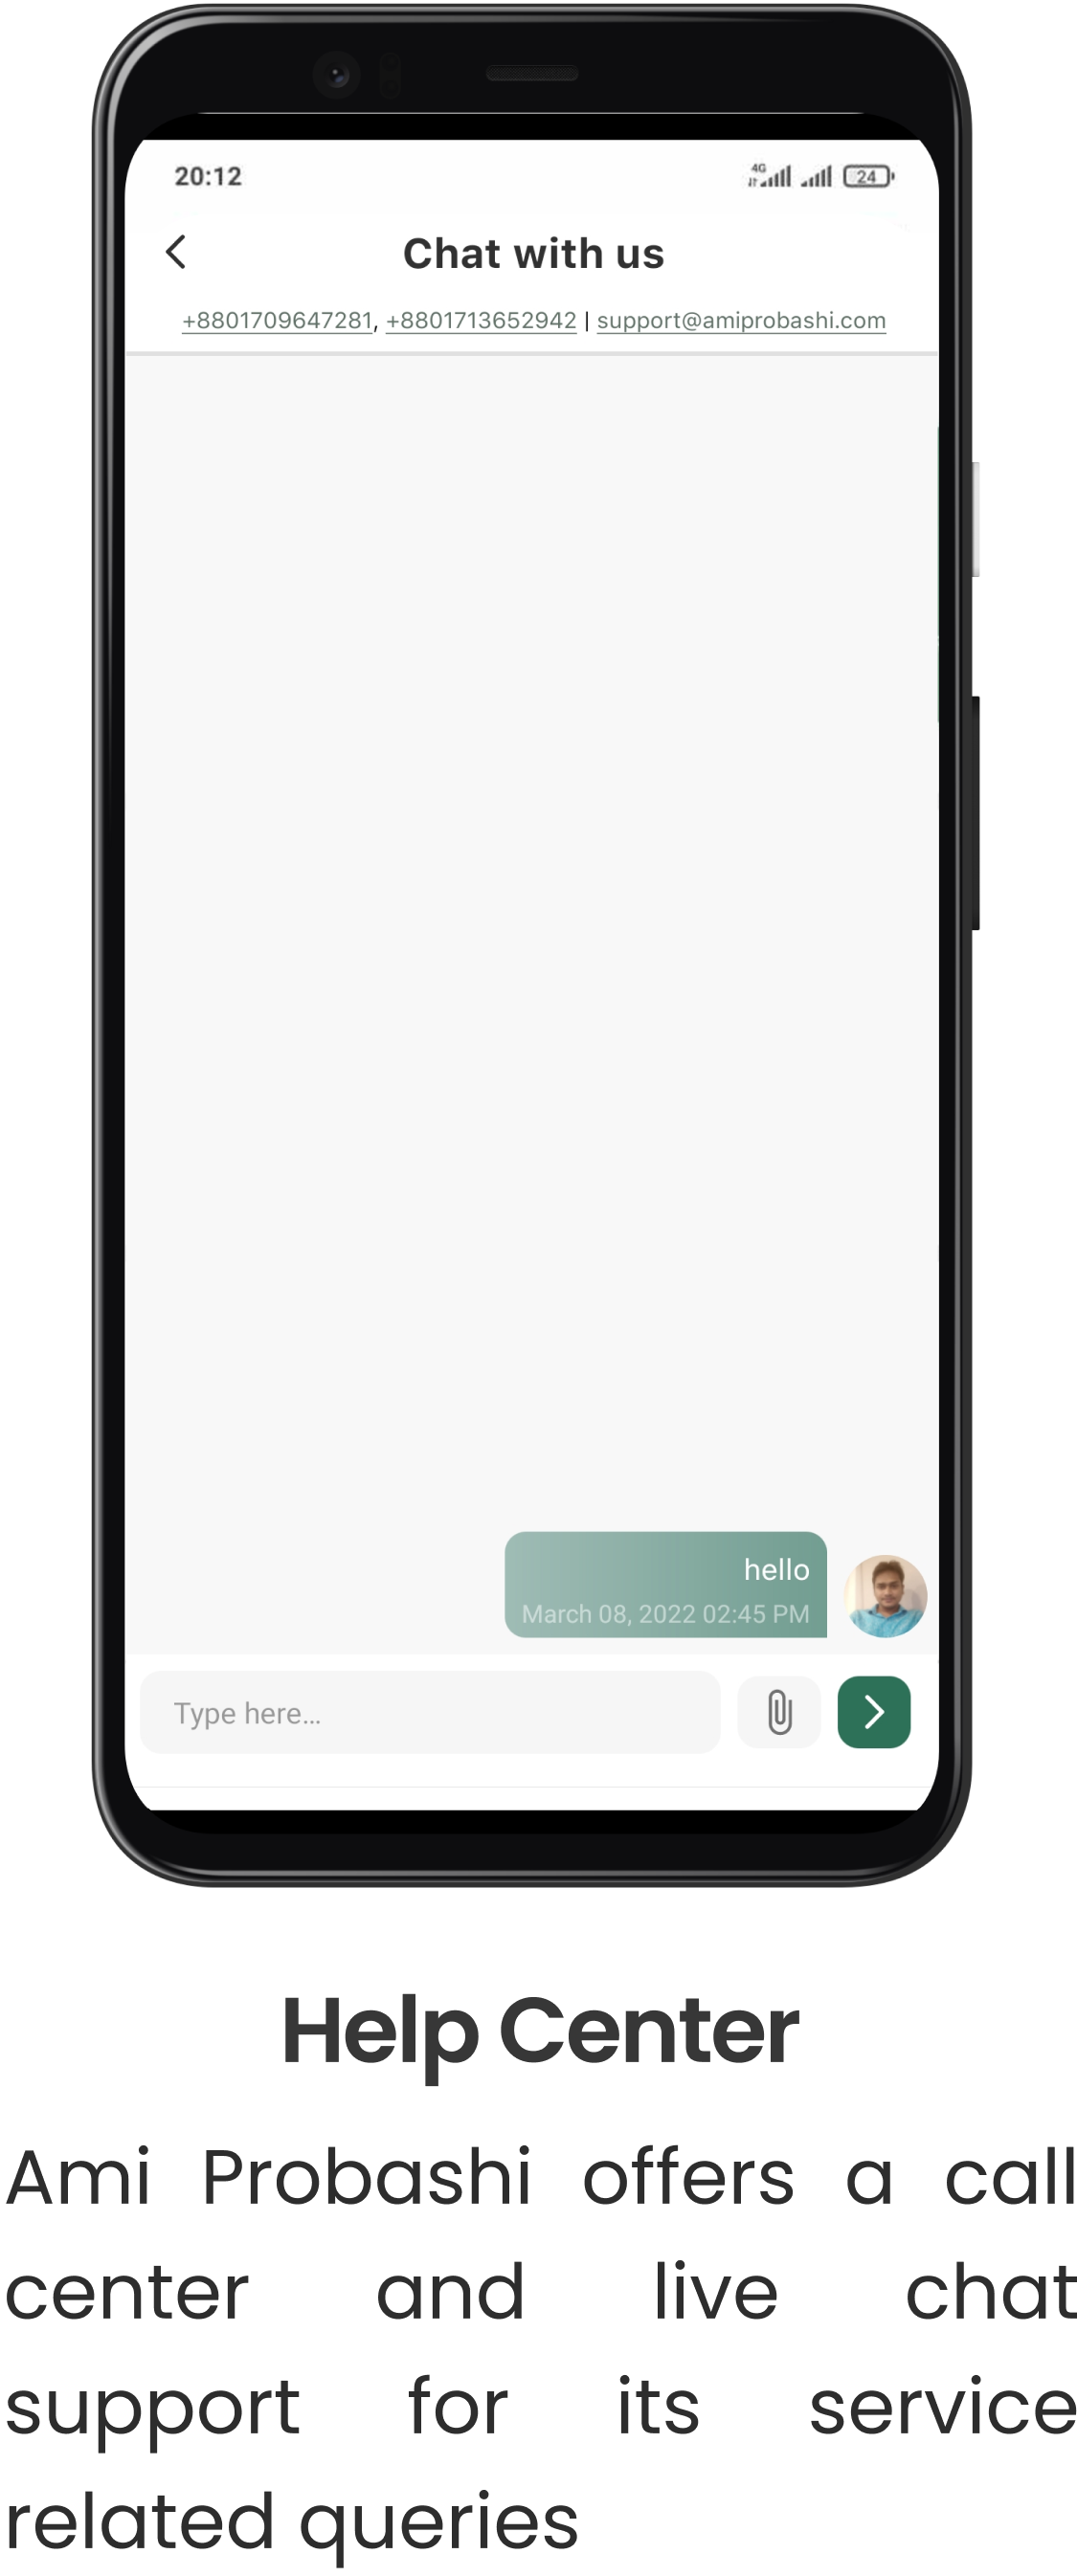 20:12
4G
24
Chat with us
+8801709647281, +8801713652942 | support@amiprobashi.com
hello
March 08, 2022 02:45 PM
Type here...
Help Center
Ami Probashi offers a call
center and live chat
support for its service
related queries